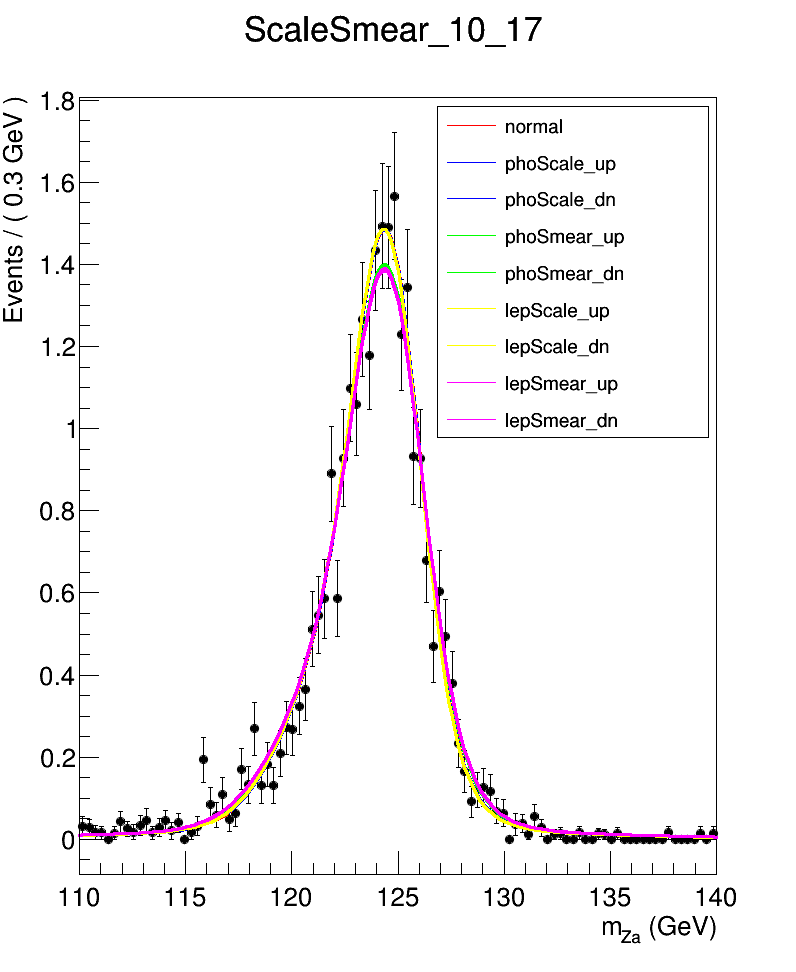 ScaleSmear_10_17
Events / ( 0.3 GeV )
1.8
1.6
1.4
1.2
1
0.8
0.6
0.4
0.2
0
normal
phoScale_up
phoScale_dn
phoSmear_up
phoSmear_dn
lepScale_up
lepScale_dn
lepSmear_up
lepSmear_dn
110 115 120 125 130 135 140
m_Za (GeV)